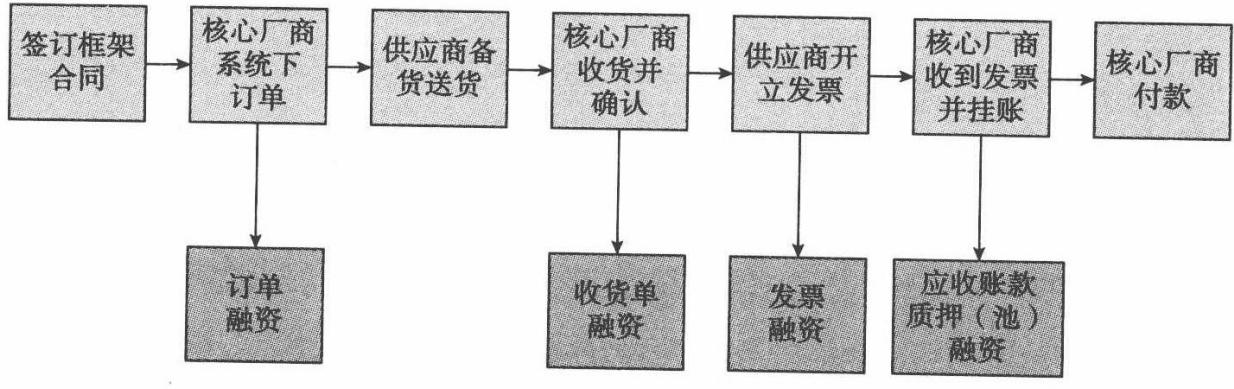 签订框架
合同
核心厂商
系统下
订单
供应商备
货送货
核心厂商
收货并
确认
供应商开
立发票
核心厂商
收到发票
并挂账
核心厂商
付款
订单
融资
收货单
融资
发票
融资
应收账款
质押（池）
融资